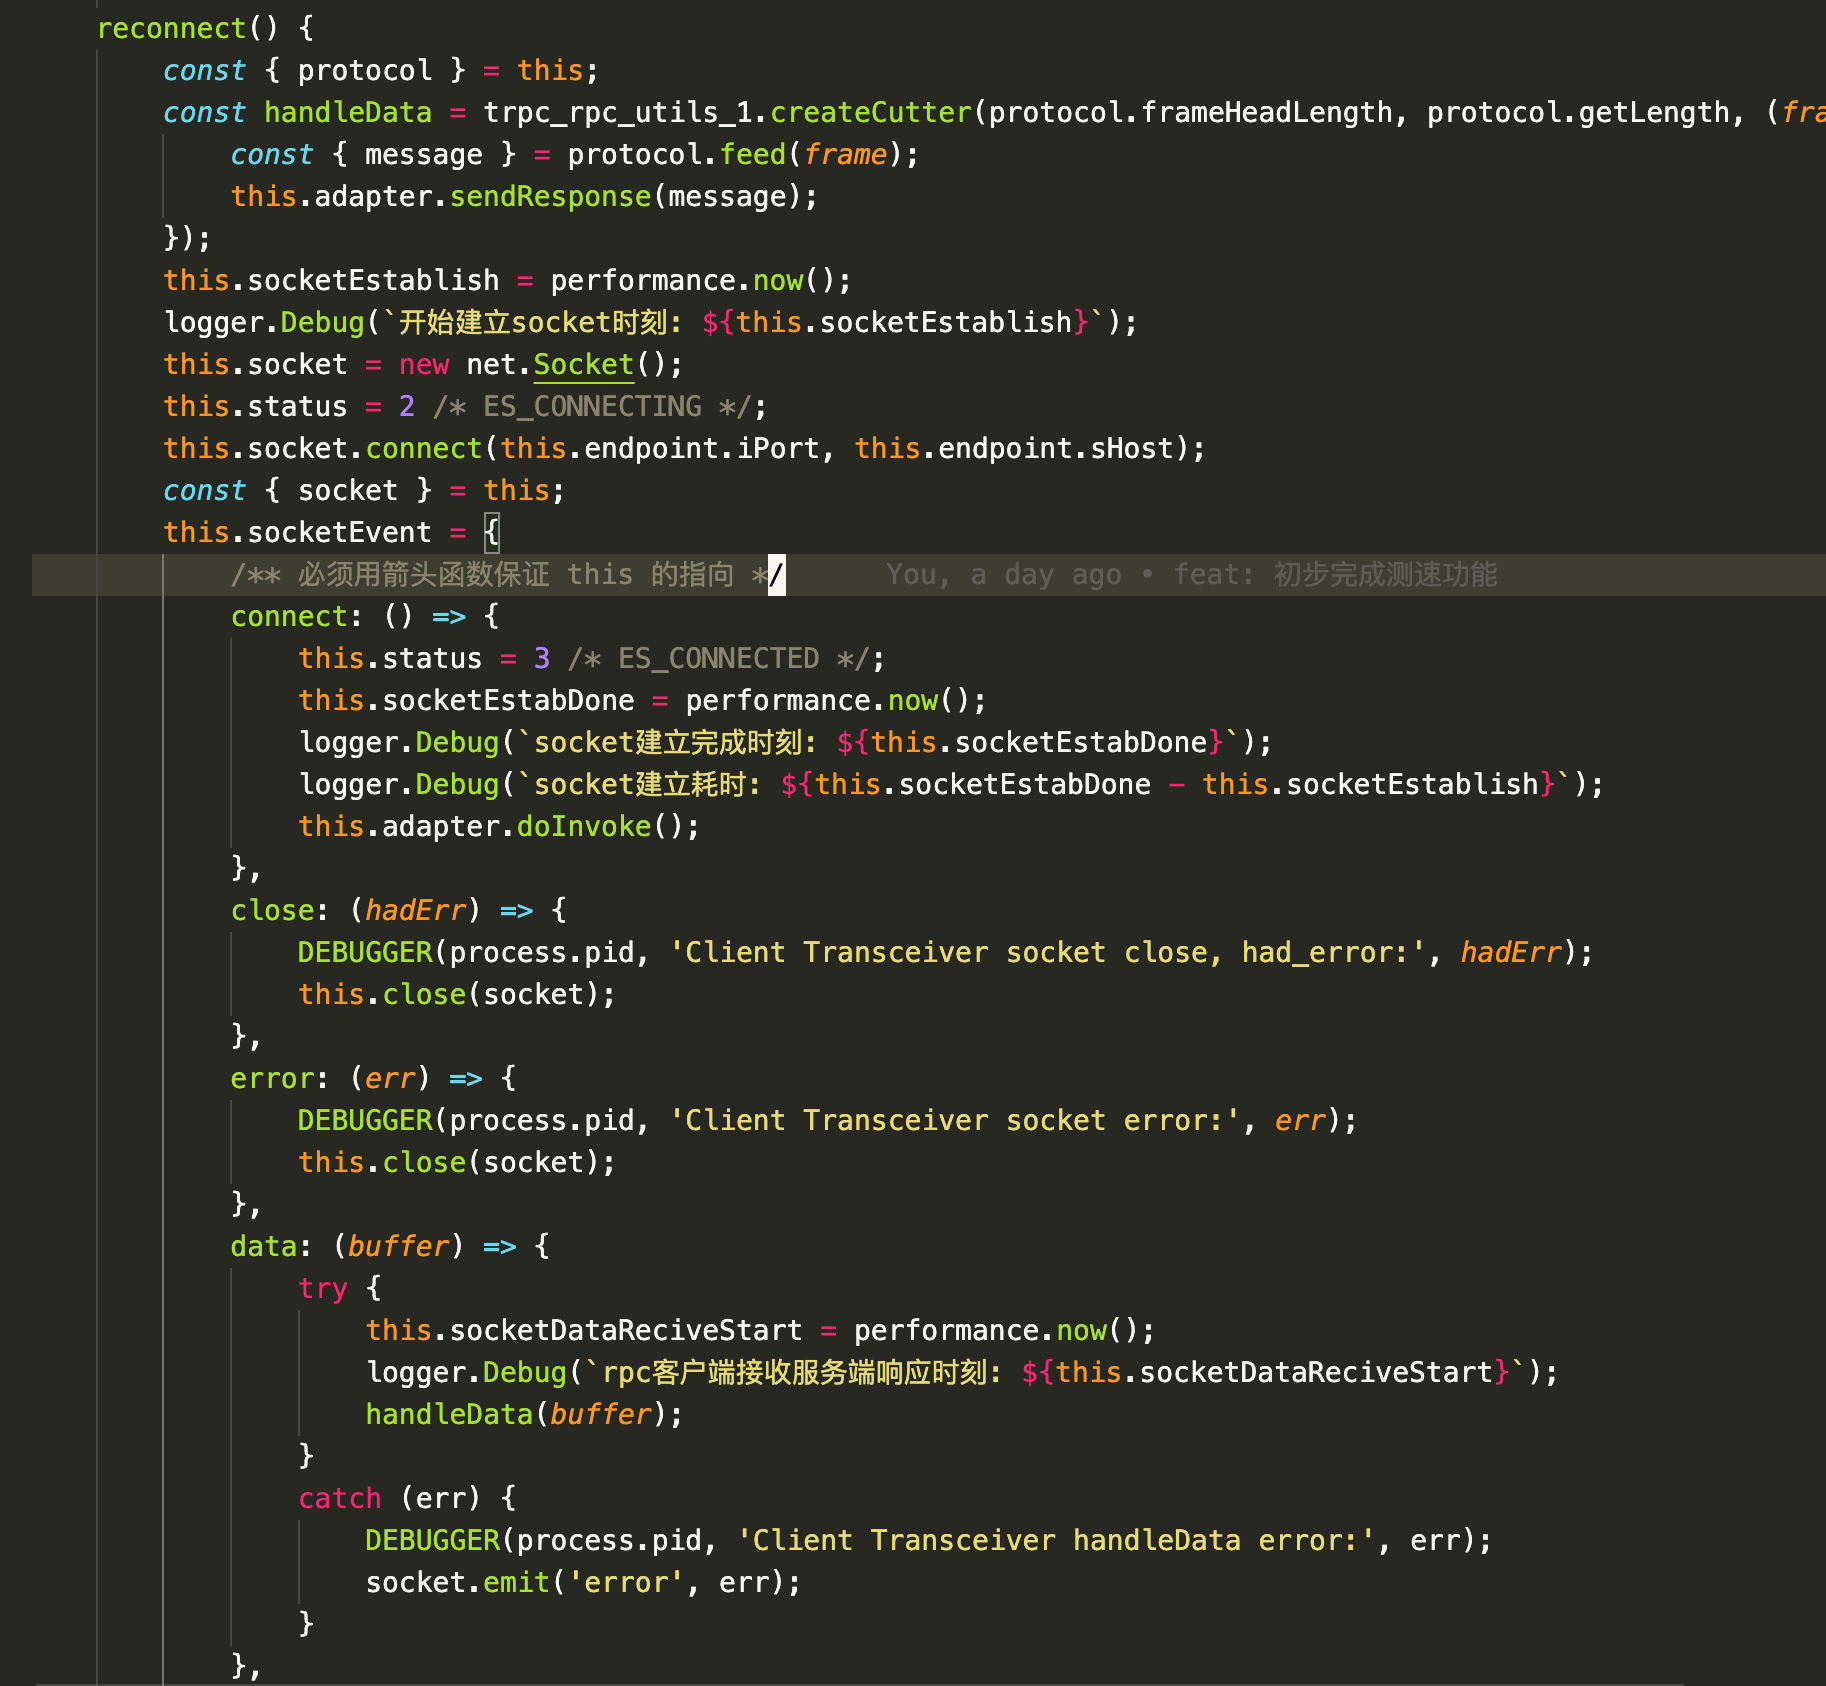 reconnect() {
const { protocol } = this;
const handleData = trpc_rpc_utils_1.createCutter(protocol.frameHeadLength, protocol.getLength, (fra
const { message } = protocol.feed(frame);
this.adapter.sendResponse(message);
});
this.socketEstablish = performance.now();
logger.Debug(`开始建立socket时刻: ${this.socketEstablish}`);
this.socket = new net.Socket();
this.status = 2 /* ES_CONNECTING */;
this.socket.connect(this.endpoint.iPort, this.endpoint.sHost);
const { socket } = this;
this.socketEvent = {
/** 必须用箭头函数保证 this 的指向 */ You, a day ago • feat: 初步完成测速功能
connect: () => {
this.status = 3 /* ES_CONNECTED */;
this.socketEstabDone = performance.now();
logger.Debug(`socket建立完成时刻: ${this.socketEstabDone}`);
logger.Debug(`socket建立耗时: ${this.socketEstabDone - this.socketEstablish}`);
this.adapter.doInvoke();
},
close: (hadErr) => {
DEBUGGER(process.pid, 'Client Transceiver socket close, had_error:', hadErr);
this.close(socket);
},
error: (err) => {
DEBUGGER(process.pid, 'Client Transceiver socket error:', err);
this.close(socket);
},
data: (buffer) => {
try {
this.socketDataReciveStart = performance.now();
logger.Debug(`rpc客户端接收服务端响应时刻: ${this.socketDataReciveStart}`);
handleData(buffer);
}
catch (err) {
DEBUGGER(process.pid, 'Client Transceiver handleData error:', err);
socket.emit('error', err);
}
},